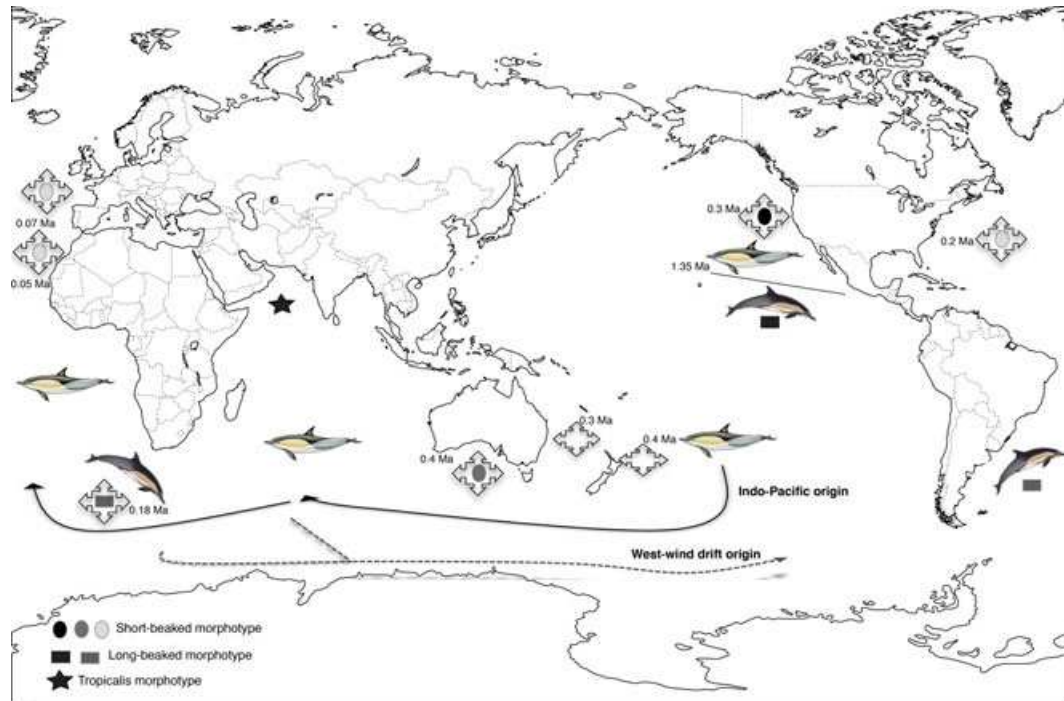 0.07 Ma
0.05 Ma
0.3 Ma
0.2 Ma
1.35 Ma
0.3 Ma
0.4 Ma
0.4 Ma
0.18 Ma
Indo-Pacific origin
West-wind drift origin
Short-beaked morphotype
Long-beaked morphotype
Tropicalis morphotype